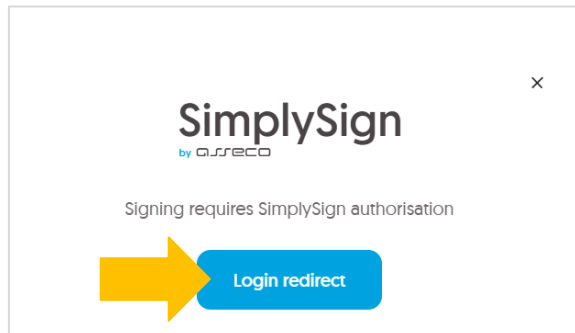 SimplySign
by asseco
Signing requires SimplySign authorisation
Login redirect